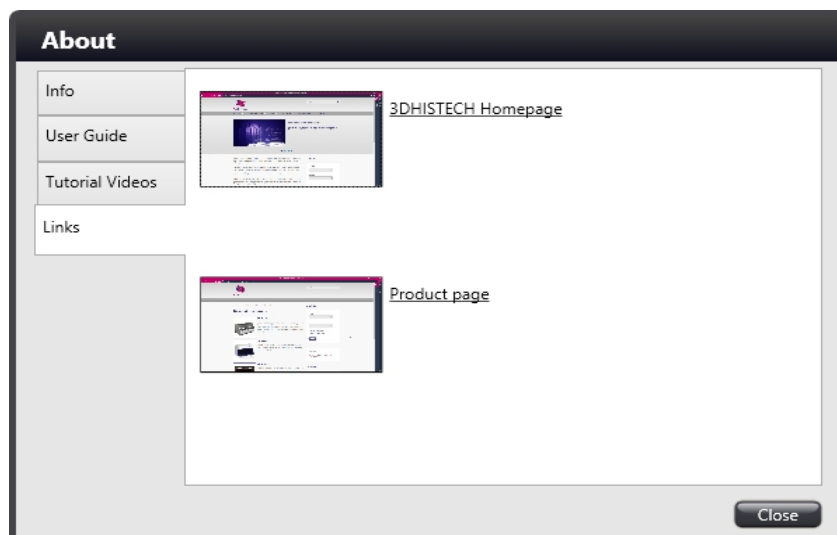 About
Info
User Guide
Tutorial Videos
Links
3DHISTECH Homepage
Product page
Close